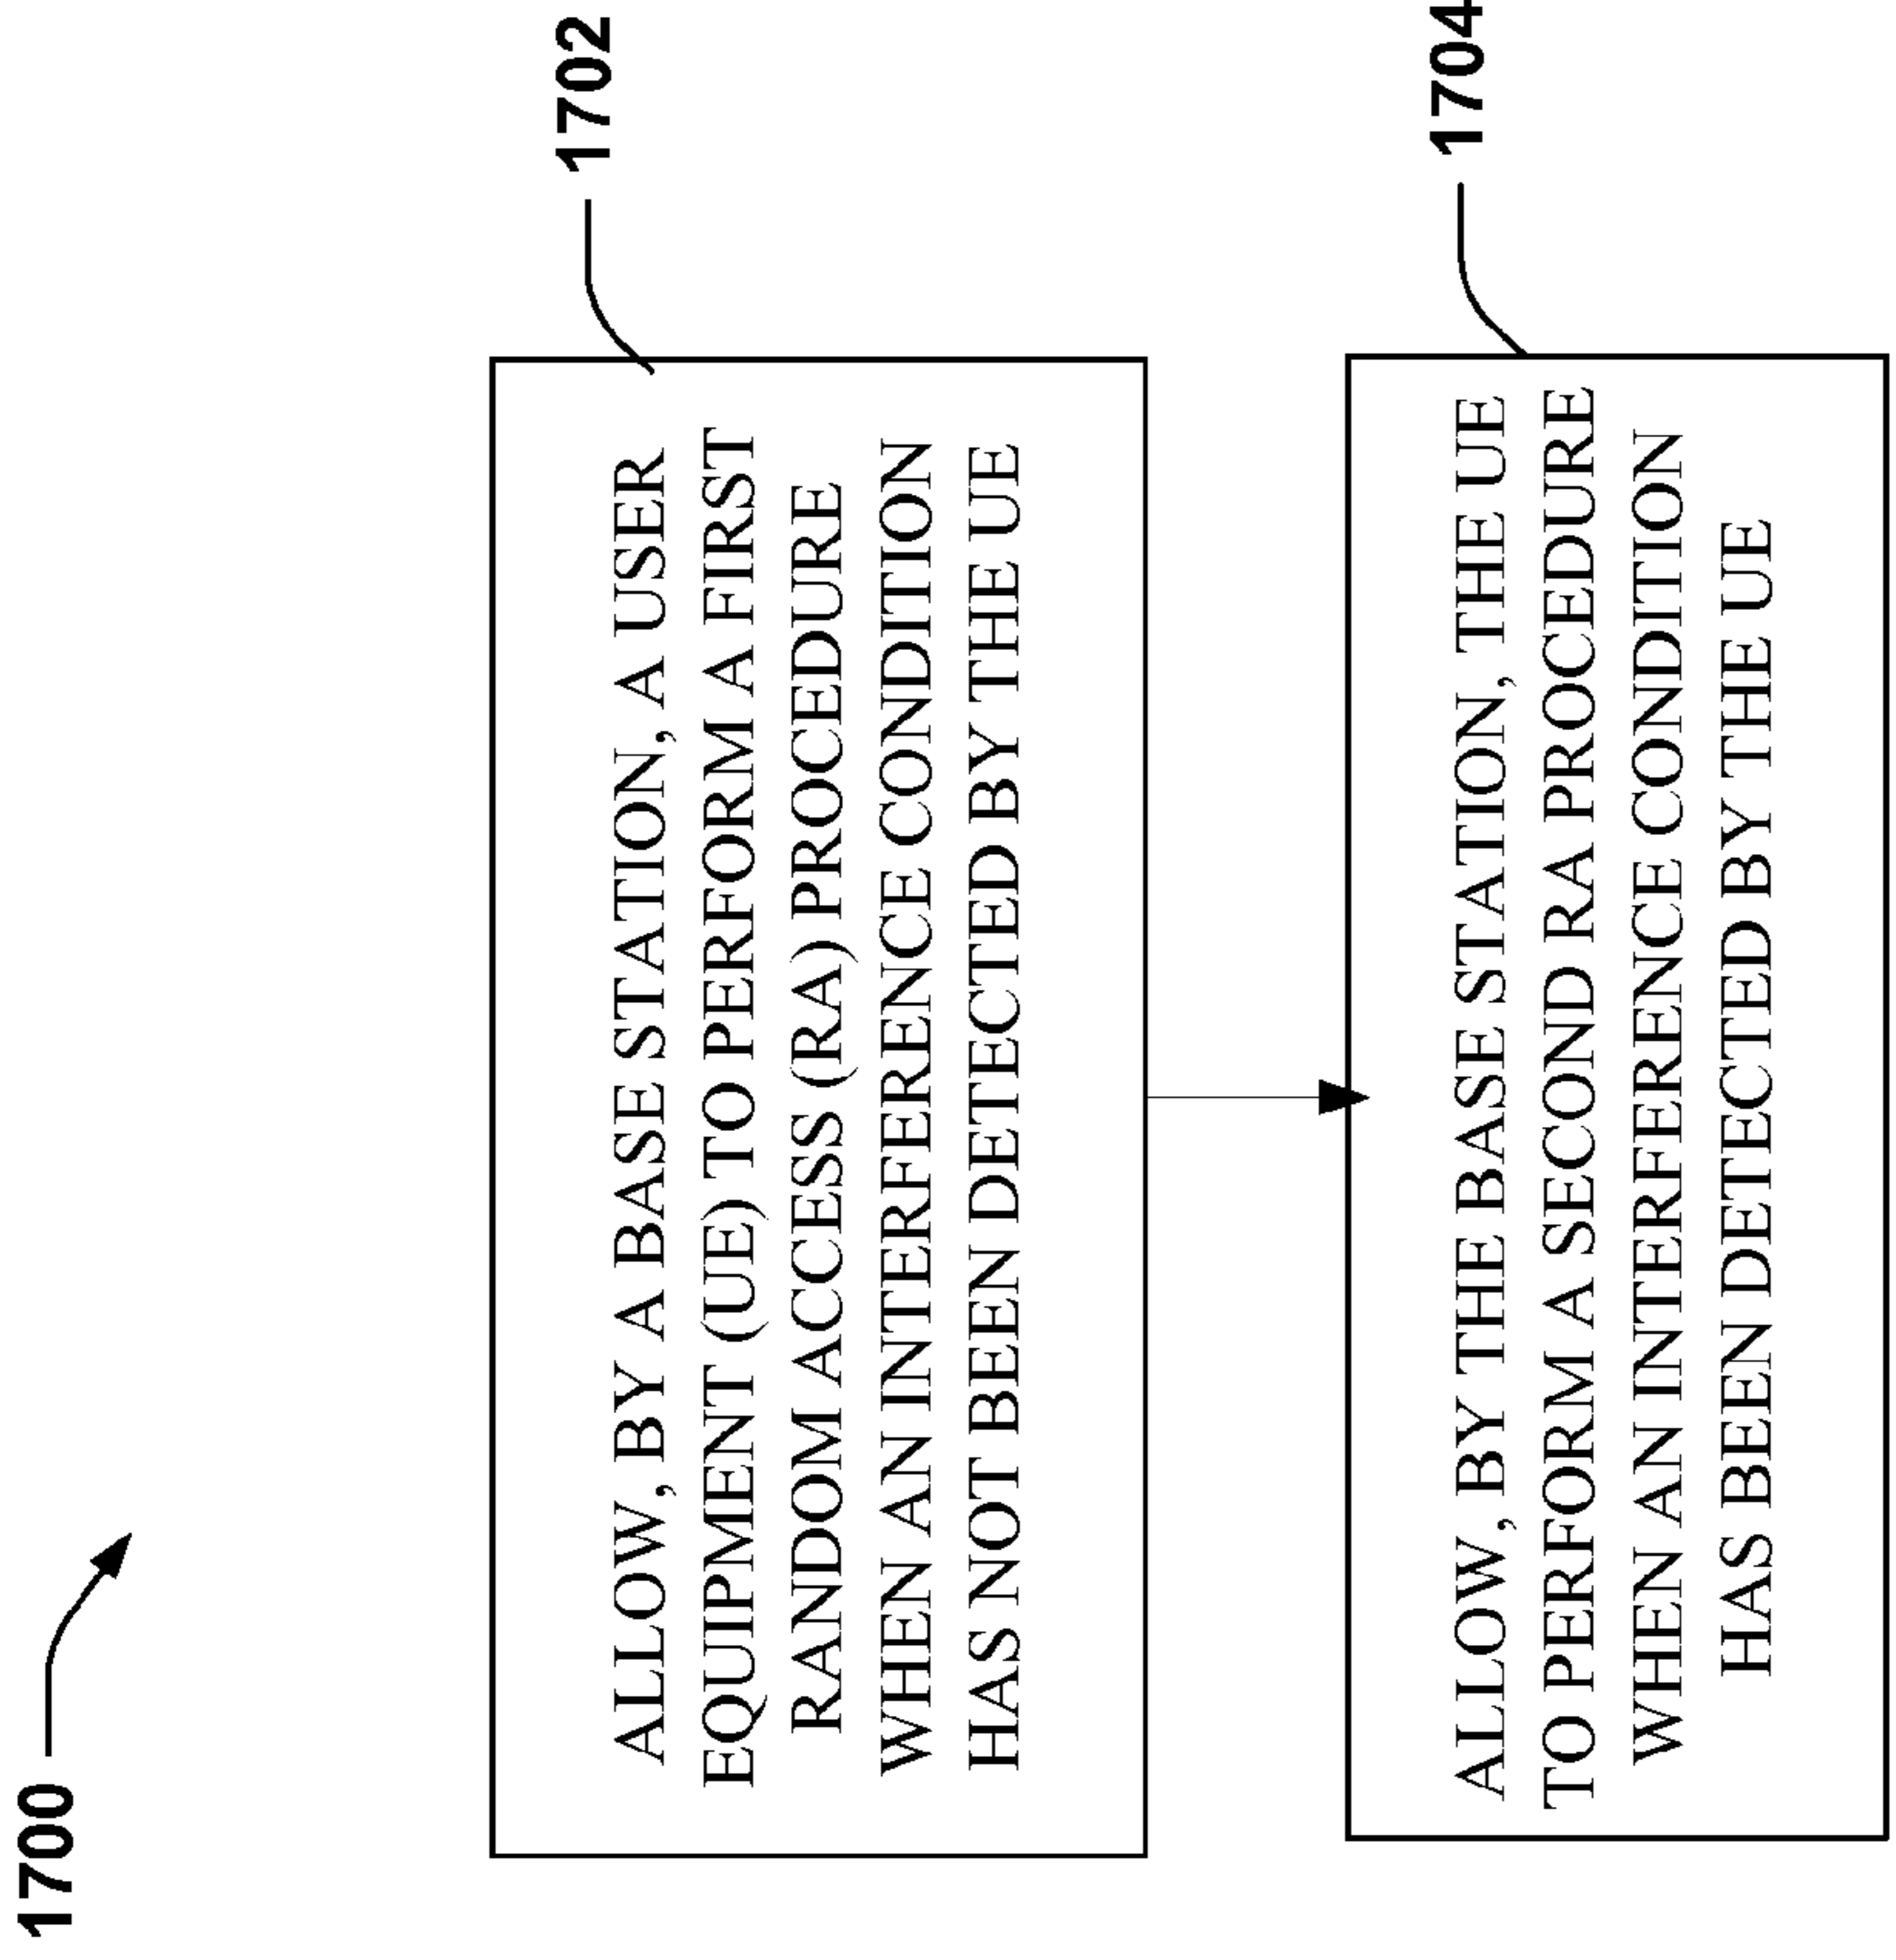 1700
1702
ALLOW, BY A BASE STATION, A USER
EQUIPMENT (UE) TO PERFORM A FIRST
RANDOM ACCESS (RA) PROCEDURE
WHEN AN INTERFERENCE CONDITION
HAS NOT BEEN DETECTED BY THE UE
1704
ALLOW, BY THE BASE STATION, THE UE
TO PERFORM A SECOND RA PROCEDURE
WHEN AN INTERFERENCE CONDITION
HAS BEEN DETECTED BY THE UE